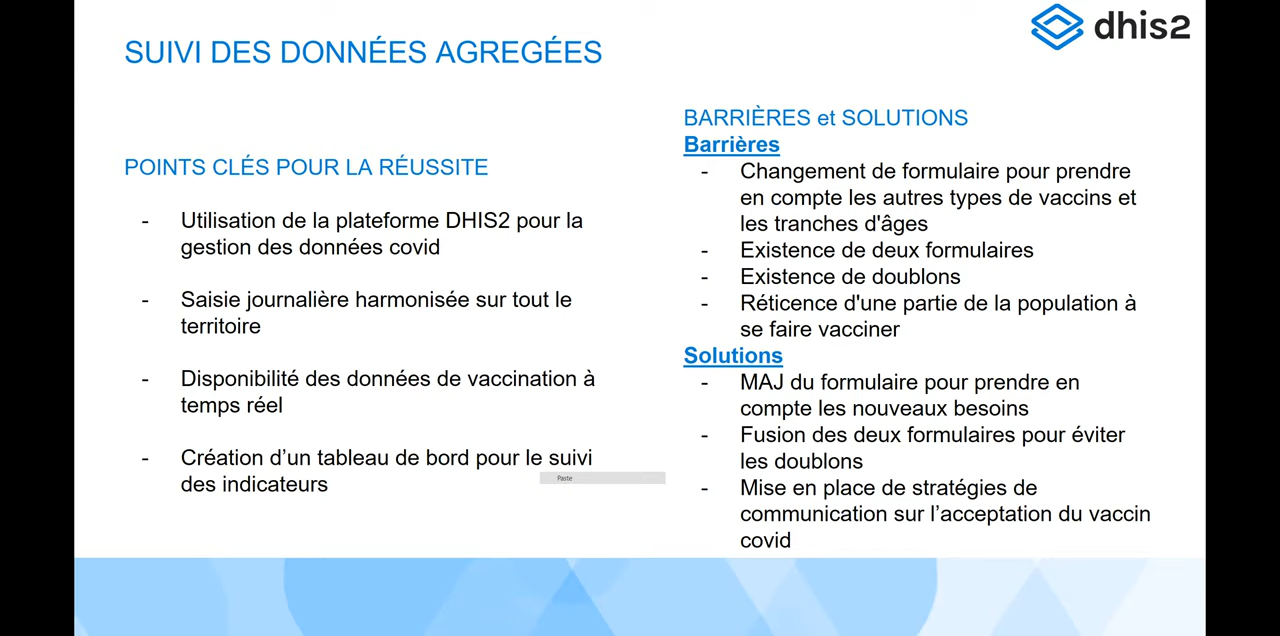 dhis2
SUIVI DES DONNÉES AGREGÉES
POINTS CLÉS POUR LA RÉUSSITE
- Utilisation de la plateforme DHIS2 pour la
gestion des données covid
- Saisie journalière harmonisée sur tout le
territoire
- Disponibilité des données de vaccination à
temps réel
- Création d’un tableau de bord pour le suivi
des indicateurs
Paste
BARRIÈRES et SOLUTIONS
Barrières
- Changement de formulaire pour prendre
en compte les autres types de vaccins et
les tranches d'âges
- Existence de deux formulaires
- Existence de doublons
- Réticence d'une partie de la population à
se faire vacciner
Solutions
- MAJ du formulaire pour prendre en
compte les nouveaux besoins
- Fusion des deux formulaires pour éviter
les doublons
- Mise en place de stratégies de
communication sur l’acceptation du vaccin
covid